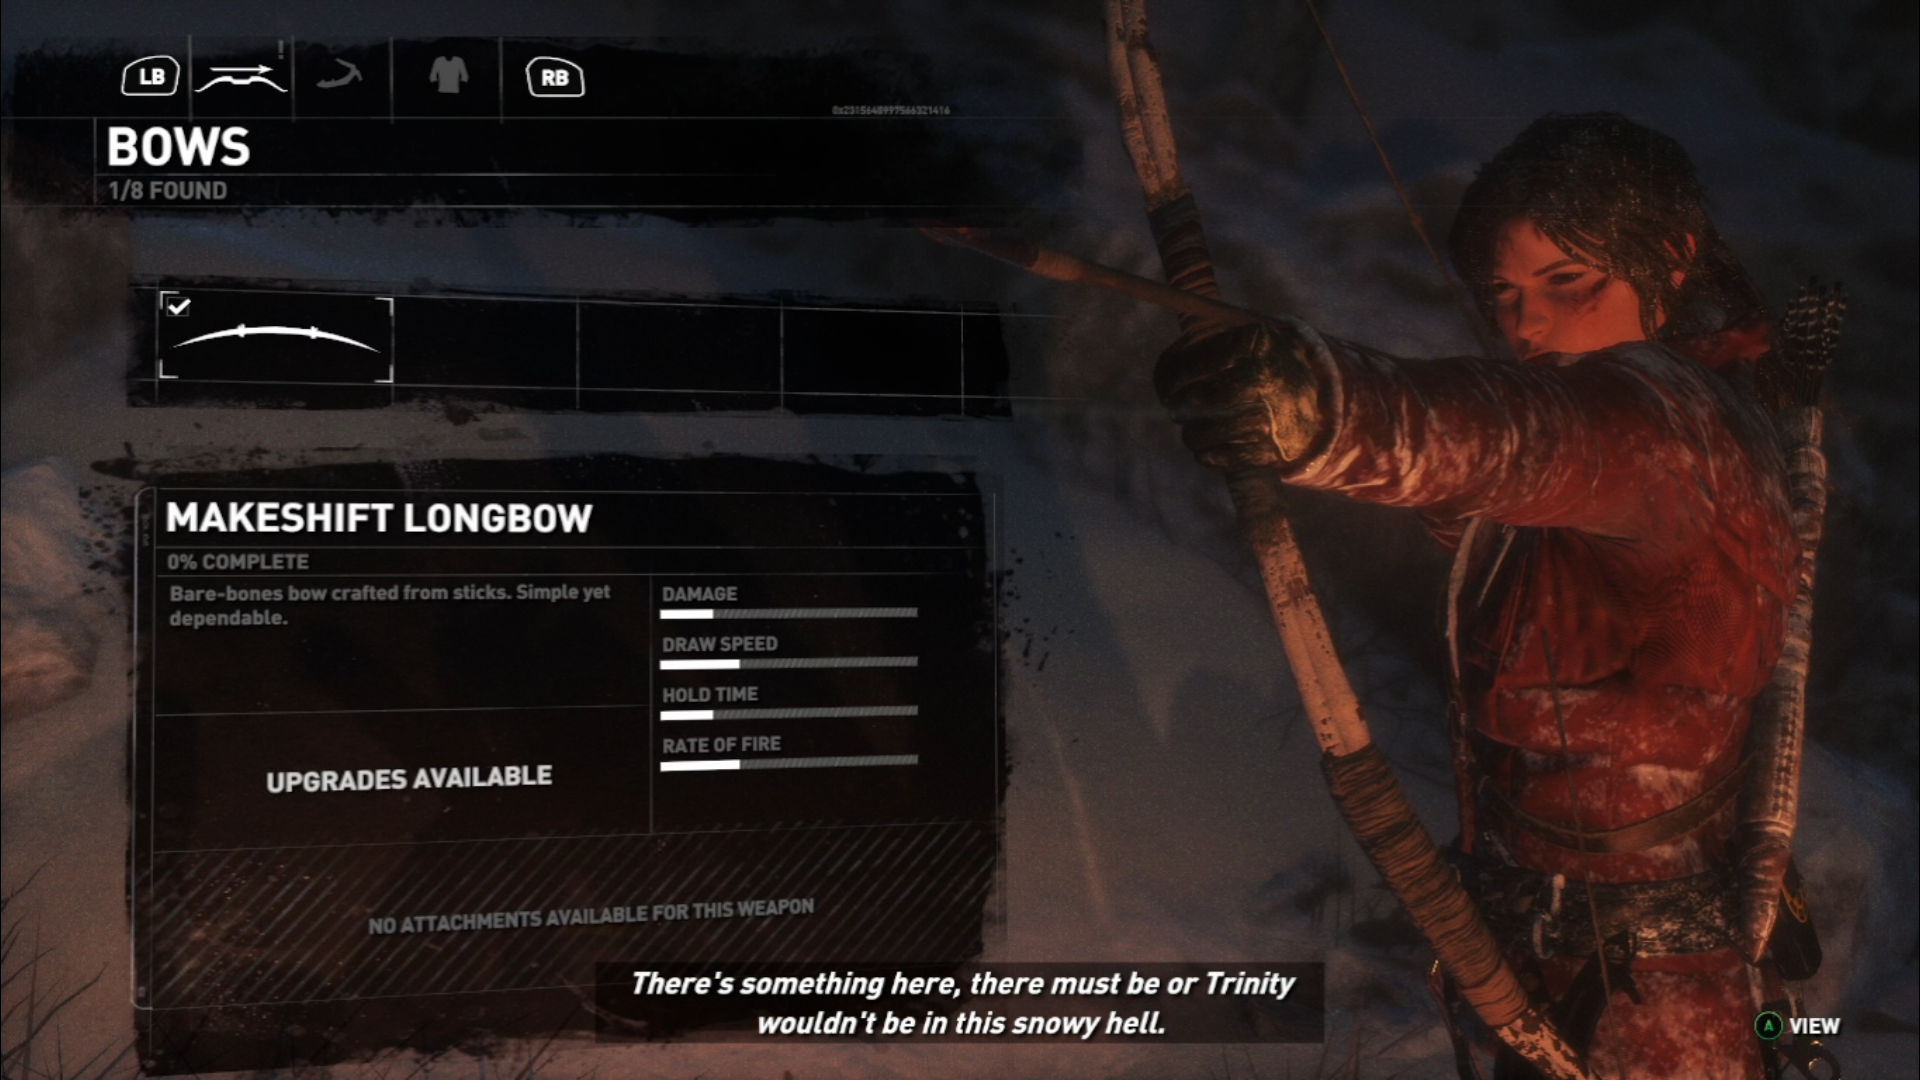 LB
RB
0x2315648997566321416
BOWS
1/8 FOUND
MAKESHIFT LONGBOW
0% COMPLETE
Bare-bones bow crafted from sticks. Simple yet
dependable.
DAMAGE
DRAW SPEED
HOLD TIME
RATE OF FIRE
UPGRADES AVAILABLE
NO ATTACHMENTS AVAILABLE FOR THIS WEAPON
There's something here, there must be or Trinity
wouldn't be in this snowy hell.
A VIEW